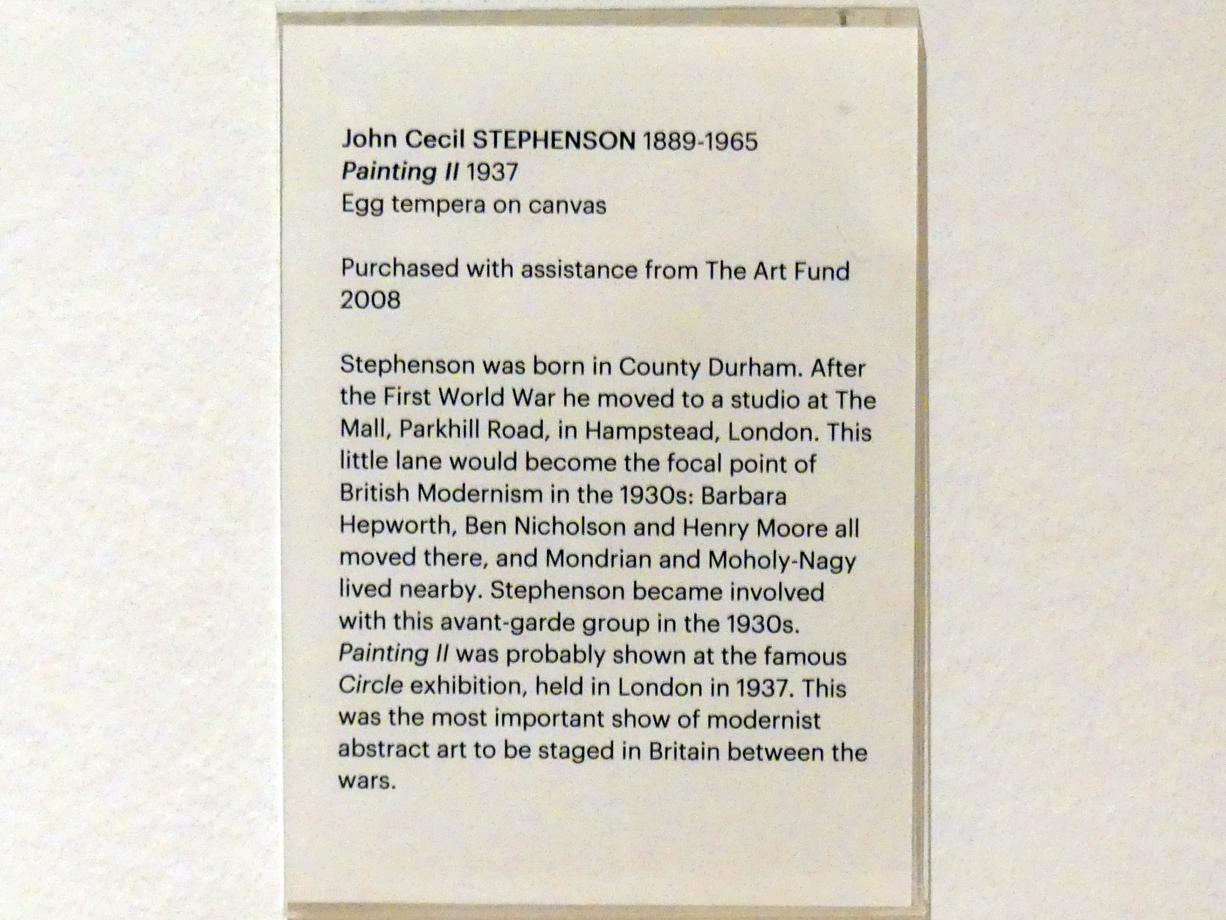 John Cecil STEPHENSON 1889-1965
Painting II 1937
Egg tempera on canvas
Purchased with assistance from The Art Fund
2008
Stephenson was born in County Durham. After
the First World War he moved to a studio at The
Mall, Parkhill Road, in Hampstead, London. This
little lane would become the focal point of
British Modernism in the 1930s: Barbara
Hepworth, Ben Nicholson and Henry Moore all
moved there, and Mondrian and Moholy-Nagy
lived nearby. Stephenson became involved
with this avant-garde group in the 1930s.
Painting II was probably shown at the famous
Circle exhibition, held in London in 1937. This
was the most important show of modernist
abstract art to be staged in Britain between the
wars.